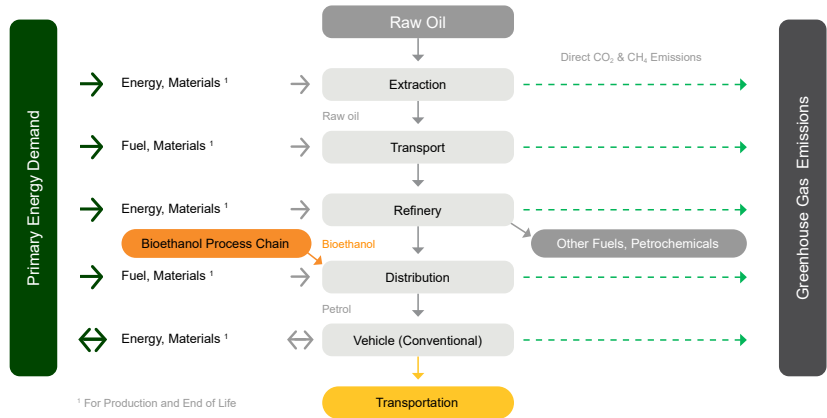 Raw Oil
Primary Energy Demand
Greenhouse Gas Emissions
Direct CO₂ & CH₄ Emissions
Energy, Materials ¹
Extraction
Raw oil
Fuel, Materials ¹
Transport
Energy, Materials ¹
Refinery
Bioethanol Process Chain
Bioethanol
Other Fuels, Petrochemicals
Fuel, Materials ¹
Distribution
Petrol
Energy, Materials ¹
Vehicle (Conventional)
¹ For Production and End of Life
Transportation